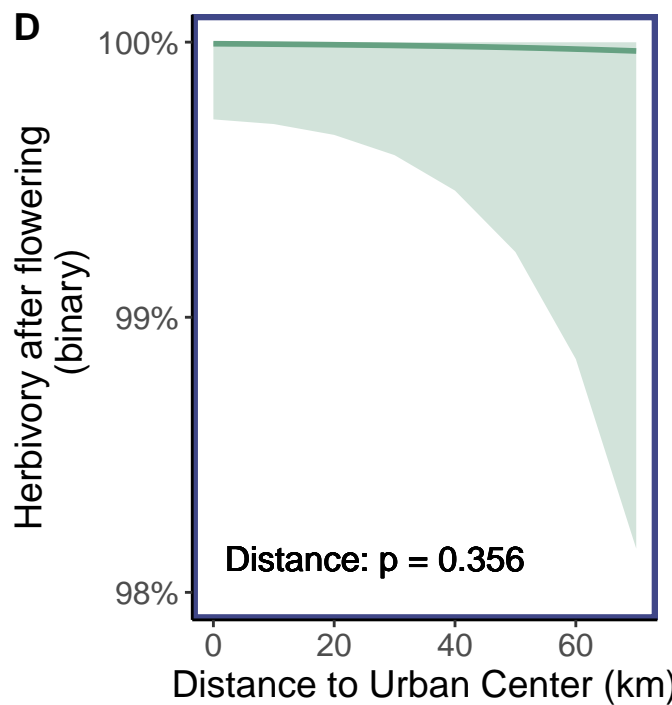 D
Herbivory after flowering
(binary)
100%
99%
98%
Distance: p = 0.356
0 20 40 60
Distance to Urban Center (km)